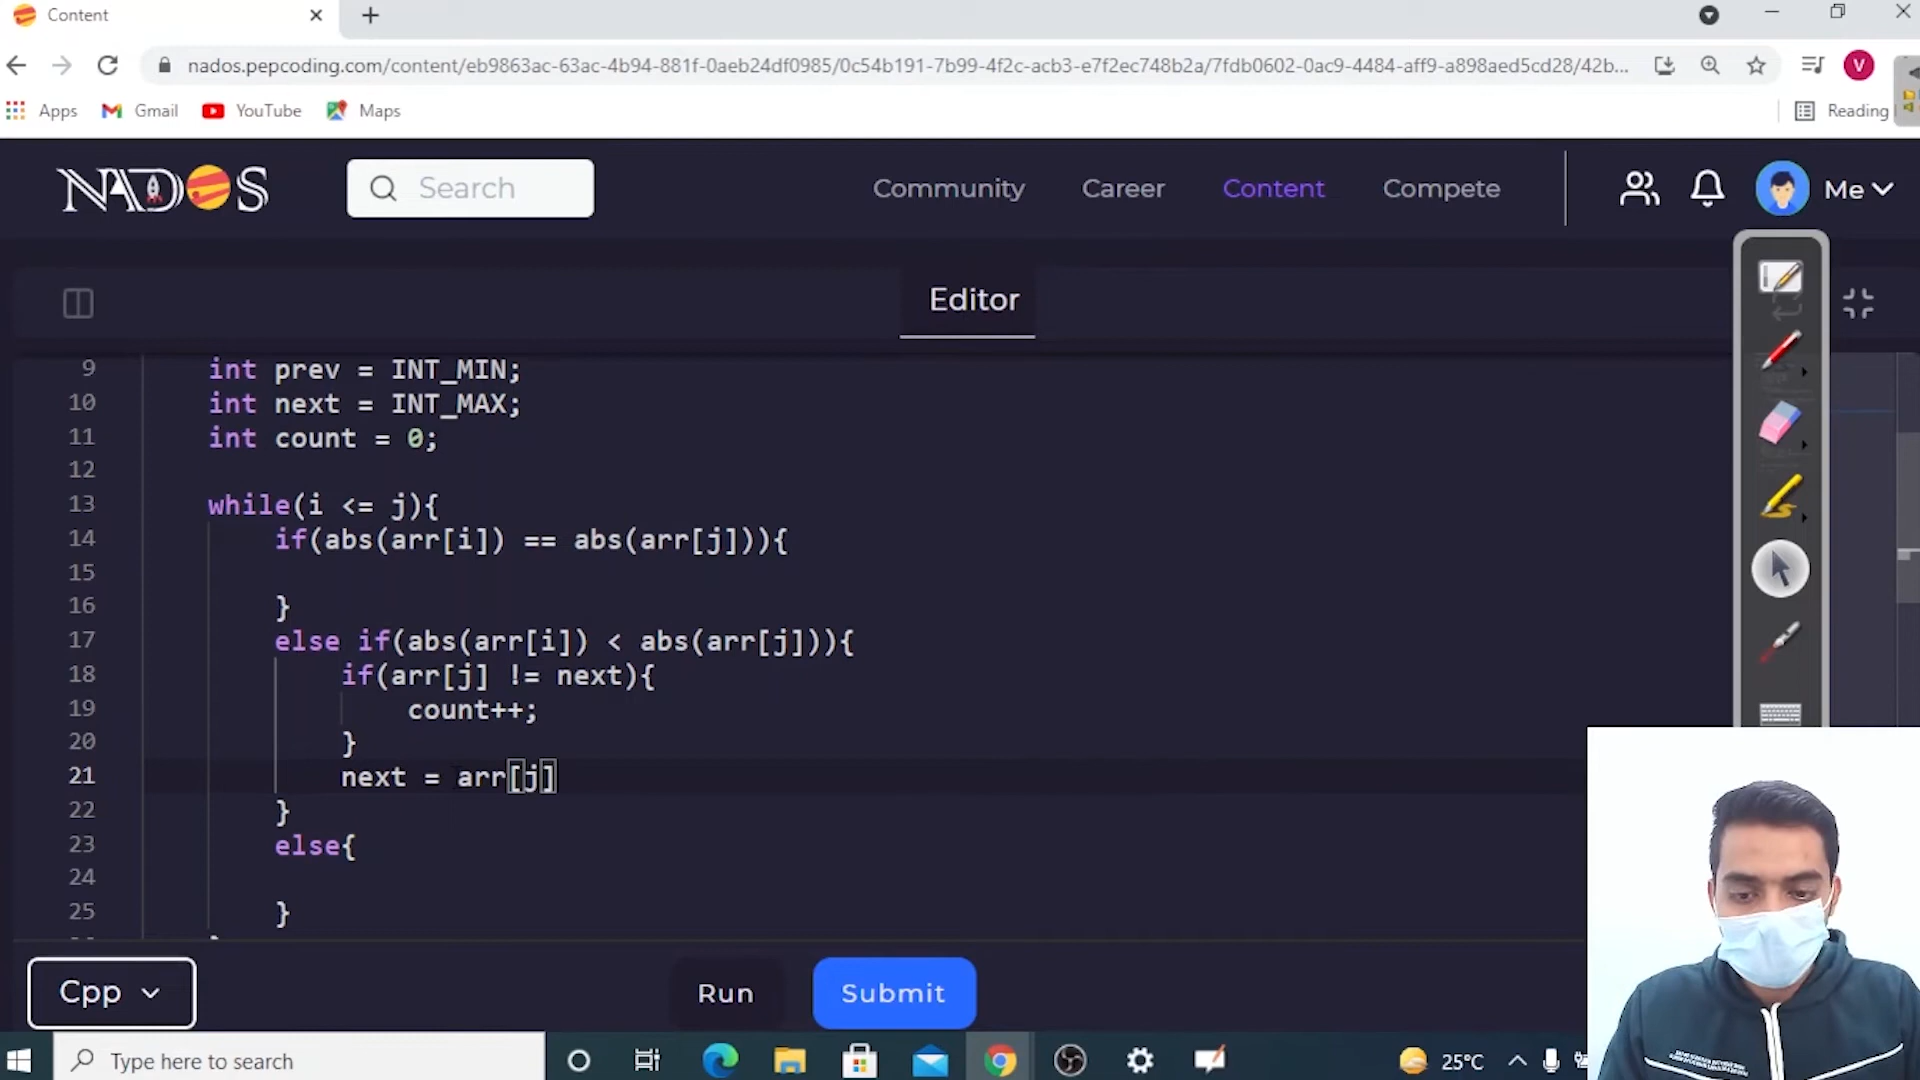 Content
nados.pepcoding.com/content/eb9863ac-63ac-4b94-881f-0aeb24df0985/0c54b191-7b99-4f2c-acb3-e7f2ec748b2a/7fdb0602-0ac9-4484-aff9-a898aed5cd28/42b...
V
Apps Gmail YouTube Maps Reading
NADOS Search Community Career Content Compete Me
Editor
9 int prev = INT_MIN;
10 int next = INT_MAX;
11 int count = 0;
12
13 while(i <= j){
14 if(abs(arr[i]) == abs(arr[j])){
15
16 }
17 else if(abs(arr[i]) < abs(arr[j])){
18 if(arr[j] != next){
19 count++;
20 }
21 next = arr[j]
22 }
23 else{
24
25 }
Cpp Run Submit
Type here to search 25°C